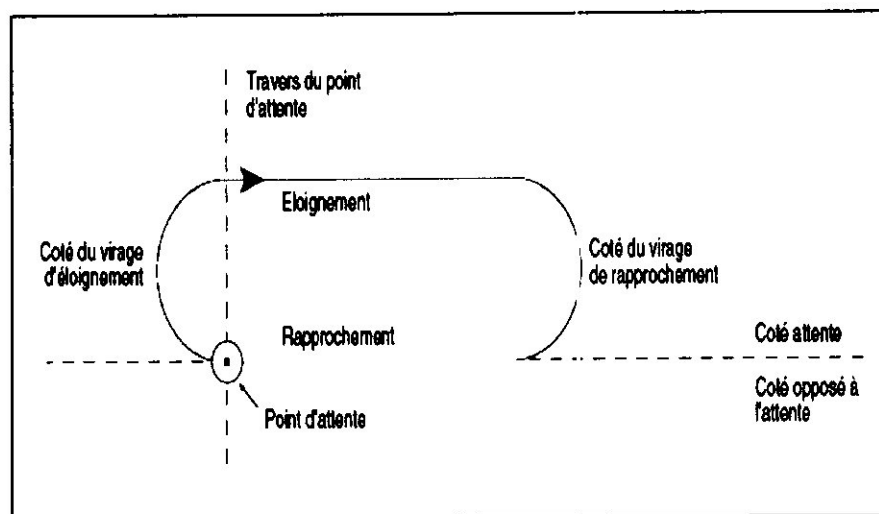 Travers du point
d'attente
Eloignement
Coté du virage
d'éloignement
Coté du virage
de rapprochement
Rapprochement
Coté attente
Coté opposé à
l'attente
Point d'attente